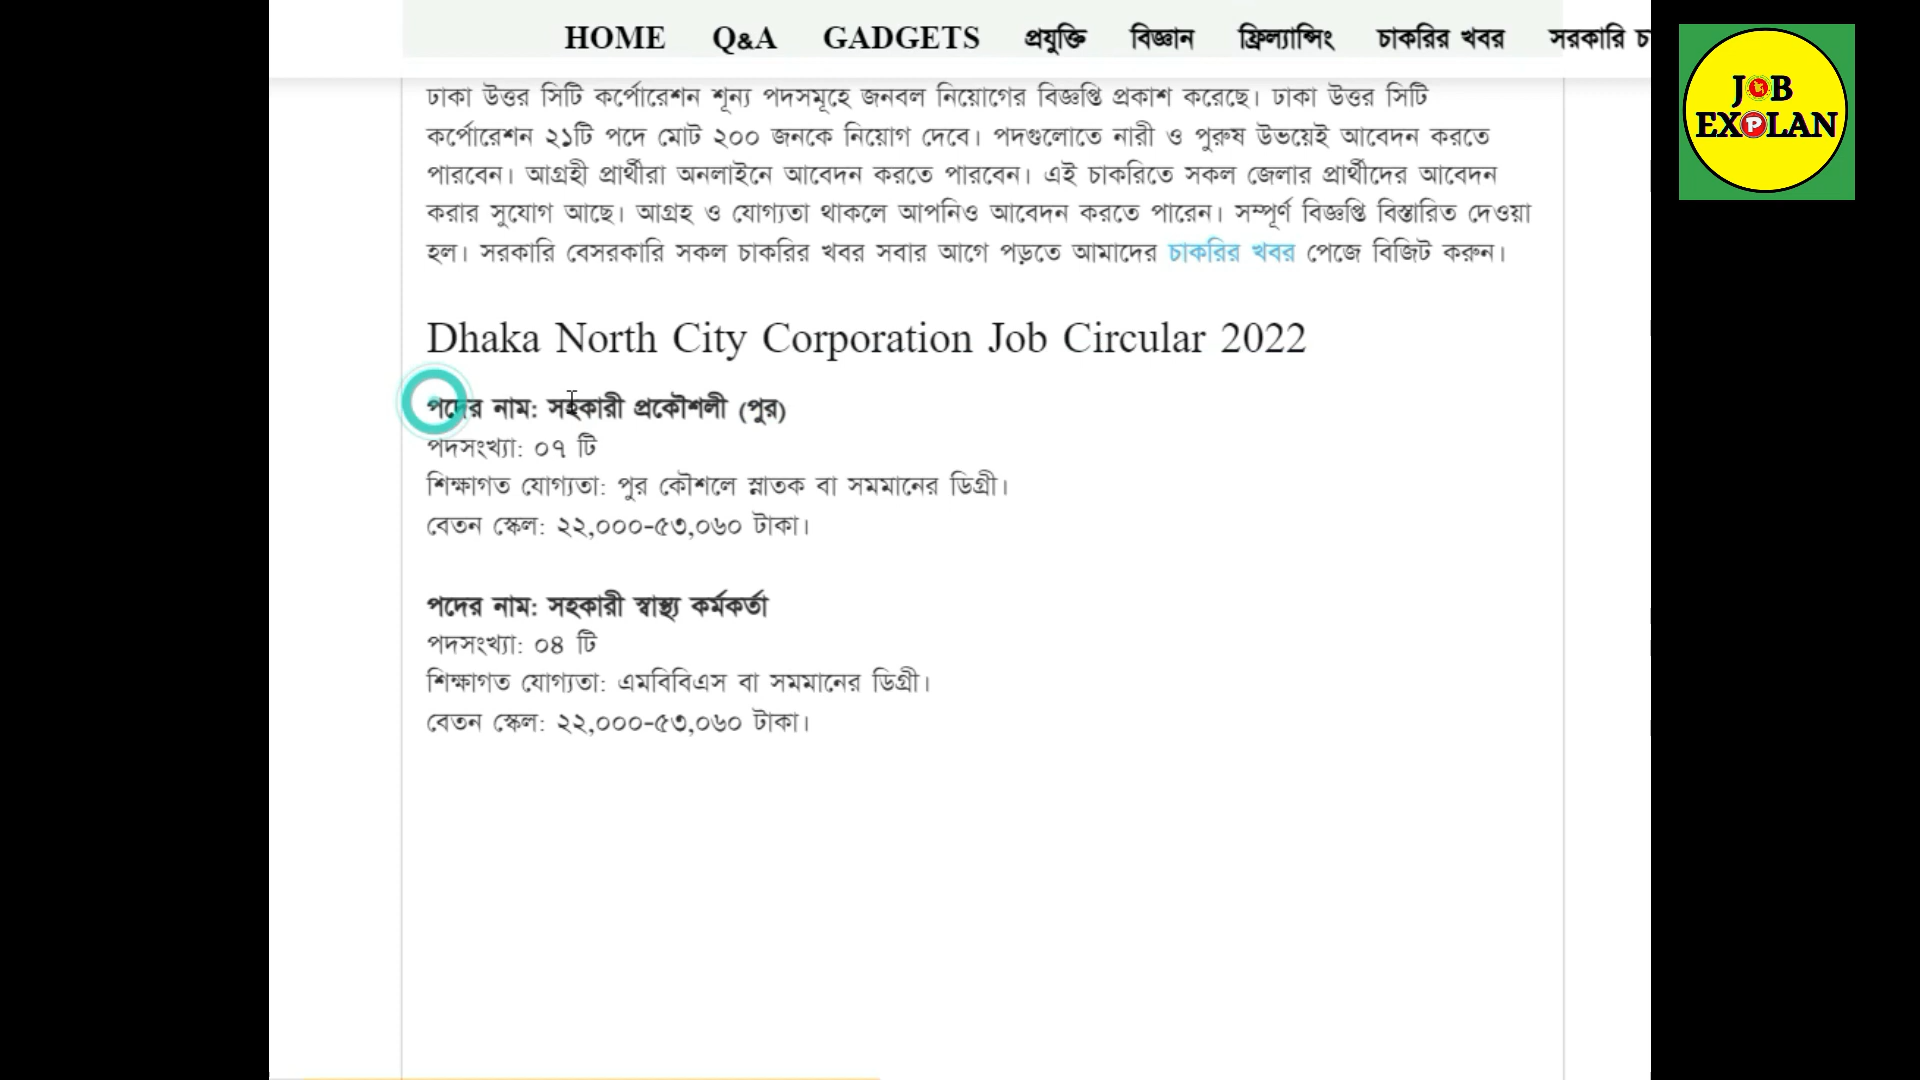 HOME Q&A GADGETS প্রযুক্তি বিজ্ঞান ফ্রিল্যান্সিং চাকরির খবর সরকারি চ
JOB
EXPLAN
ঢাকা উত্তর সিটি কর্পোরেশন শূন্য পদসমূহে জনবল নিয়োগের বিজ্ঞপ্তি প্রকাশ করেছে। ঢাকা উত্তর সিটি
কর্পোরেশন ২১টি পদে মোট ২০০ জনকে নিয়োগ দেবে। পদগুলোতে নারী ও পুরুষ উভয়েই আবেদন করতে
পারবেন। আগ্রহী প্রার্থীরা অনলাইনে আবেদন করতে পারবেন। এই চাকরিতে সকল জেলার প্রার্থীদের আবেদন
করার সুযোগ আছে। আগ্রহ ও যোগ্যতা থাকলে আপনিও আবেদন করতে পারেন। সম্পূর্ণ বিজ্ঞপ্তি বিস্তারিত দেওয়া
হল। সরকারি বেসরকারি সকল চাকরির খবর সবার আগে পড়তে আমাদের চাকরির খবর পেজে বিজিট করুন।
Dhaka North City Corporation Job Circular 2022
পদের নাম: সহকারী প্রকৌশলী (পুর)
পদসংখ্যা: ০৭ টি
শিক্ষাগত যোগ্যতা: পুর কৌশলে স্নাতক বা সমমানের ডিগ্রী।
বেতন স্কেল: ২২,০০০-৫৩,০৬০ টাকা।
পদের নাম: সহকারী স্বাস্থ্য কর্মকর্তা
পদসংখ্যা: ০৪ টি
শিক্ষাগত যোগ্যতা: এমবিবিএস বা সমমানের ডিগ্রী।
বেতন স্কেল: ২২,০০০-৫৩,০৬০ টাকা।